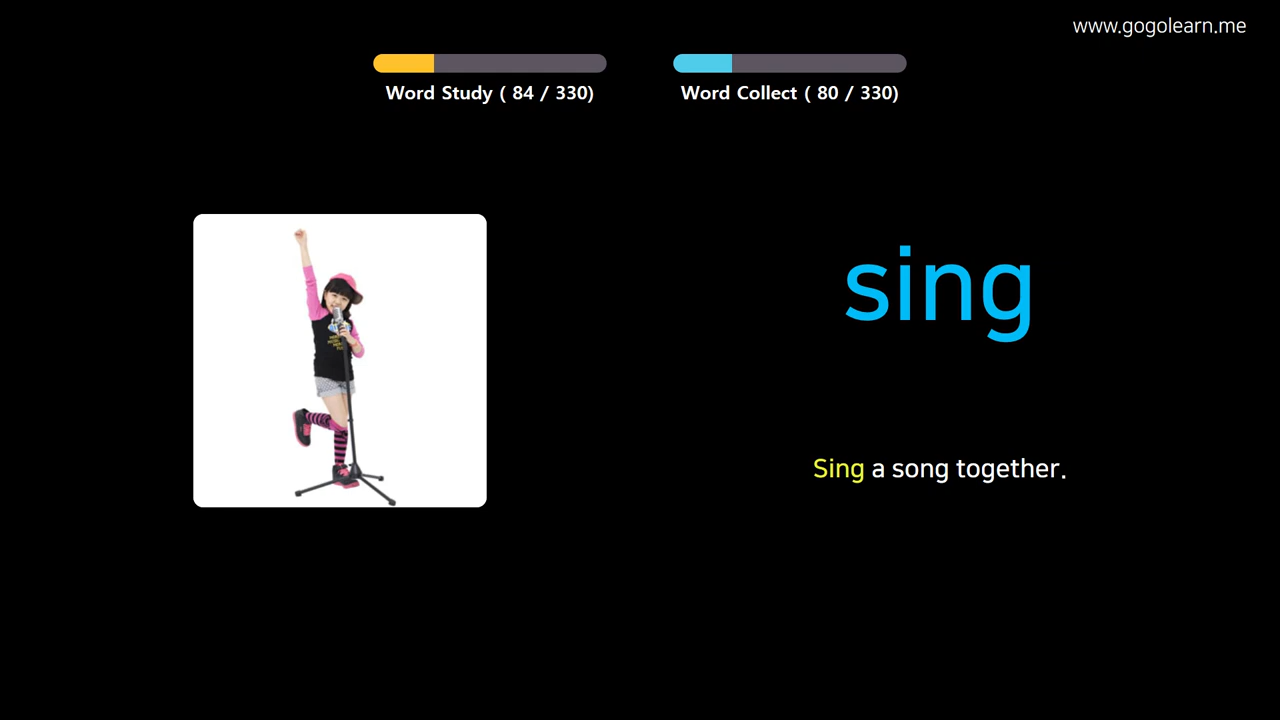 www.gogolearn.me
Word Study ( 84 / 330)
Word Collect ( 80 / 330)
sing
Sing a song together.